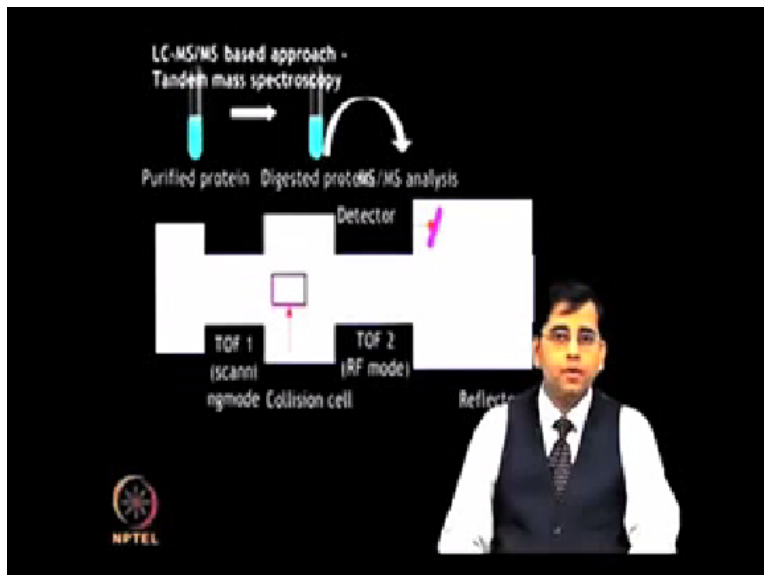 LC-MS/MS based approach -
Tandem mass spectroscopy
Purified protein
Digested protein
MS/MS analysis
Detector
TOF 1
(scanni
ngmode
TOF 2
(RF mode)
Collision cell
Reflecto
NPTEL